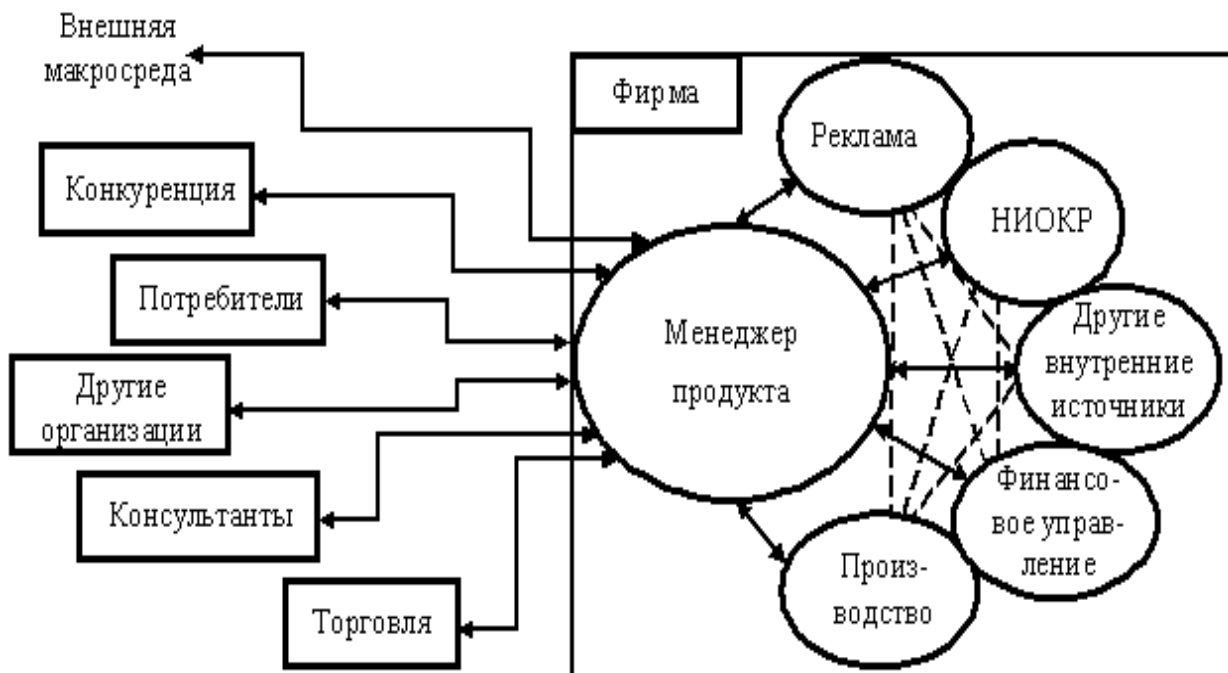 Внешняя
макросреда
Фирма
Реклама
Конкуренция
НИОКР
Потребители
Менеджер
продукта
Другие
внутренние
источники
Другие
организации
Консультанты
Финансо-
вое управ-
ление
Произ-
водство
Торговля